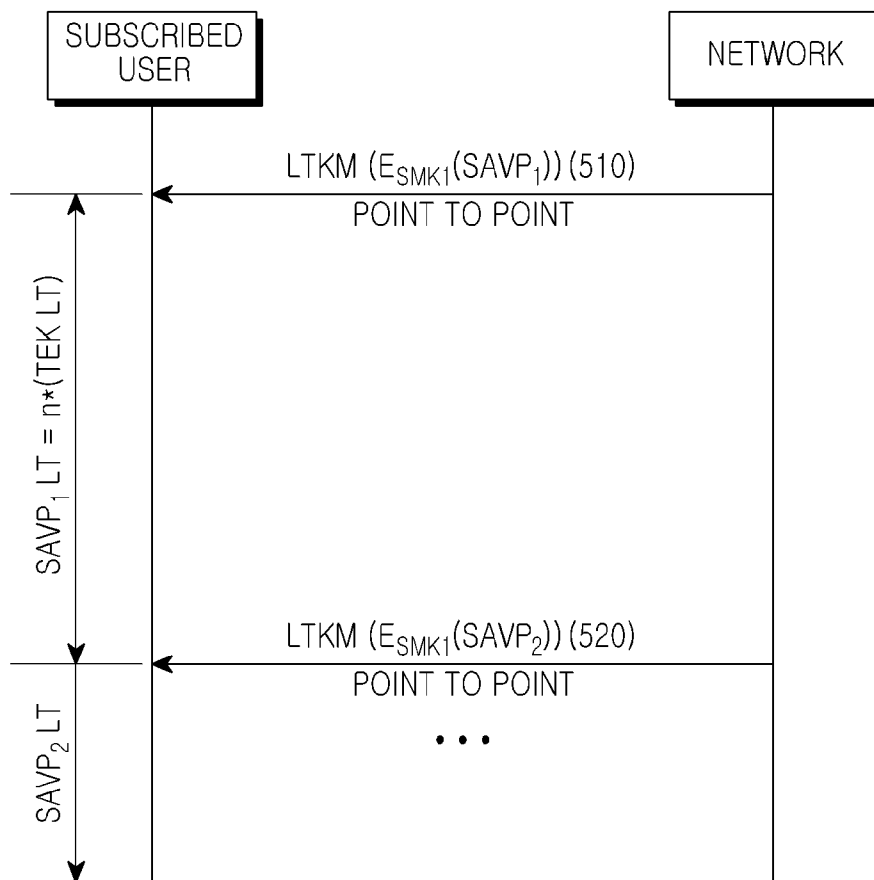 SUBSCRIBED
USER
NETWORK
LTKM (E_SMK1(SAVP_1)) (510)
POINT TO POINT
SAVP_1 LT = n*(TEK LT)
LTKM (E_SMK1(SAVP_2)) (520)
POINT TO POINT
• • •
SAVP_2 LT